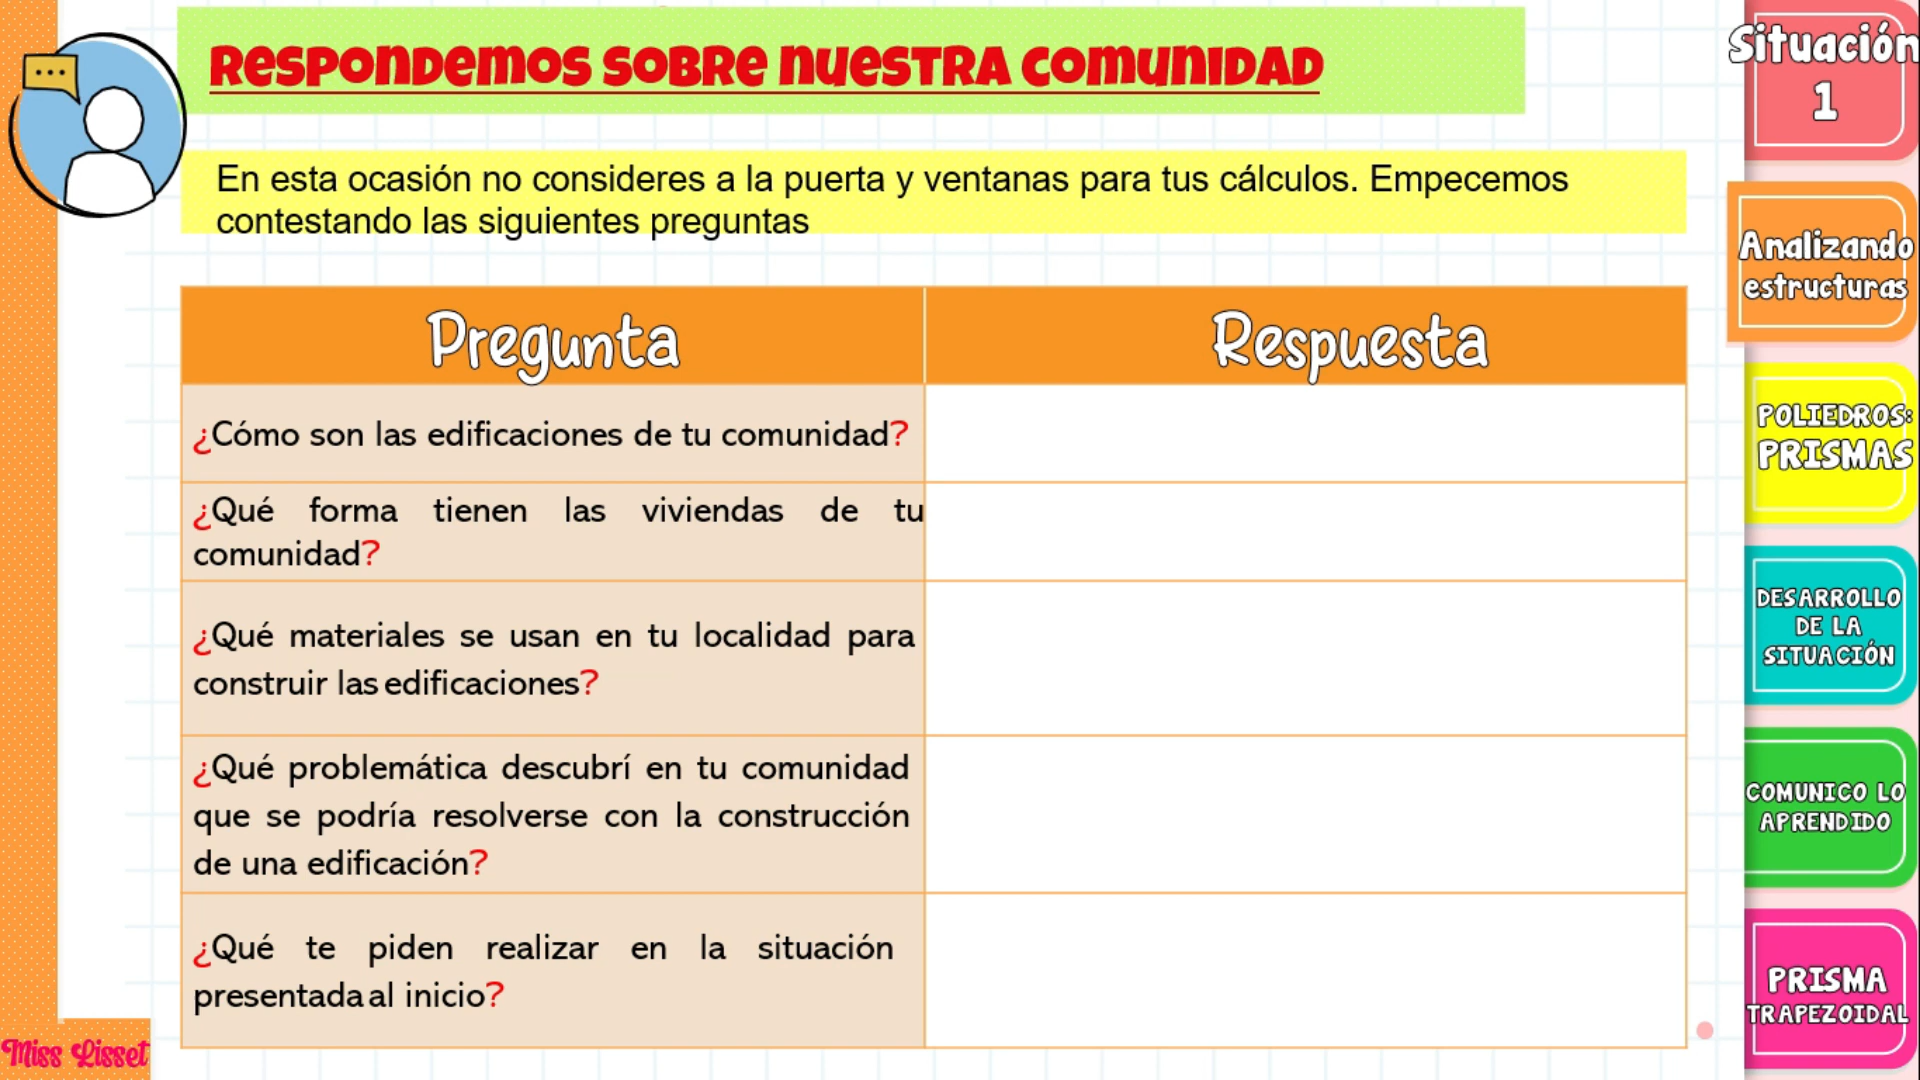 Respondemos sobre nuestra comunidad
En esta ocasión no consideres a la puerta y ventanas para tus cálculos. Empecemos
contestando las siguientes preguntas
Pregunta
Respuesta
¿Cómo son las edificaciones de tu comunidad?
¿Qué forma tienen las viviendas de tu
comunidad?
¿Qué materiales se usan en tu localidad para
construir las edificaciones?
¿Qué problemática descubrí en tu comunidad
que se podría resolverse con la construcción
de una edificación?
¿Qué te piden realizar en la situación
presentada al inicio?
Situación
1
Analizando
estructuras
POLIEDROS:
PRISMAS
DESARROLLO
DE LA
SITUACIÓN
COMUNICO LO
APRENDIDO
PRISMA
TRAPEZOIDAL
Miss Lisset